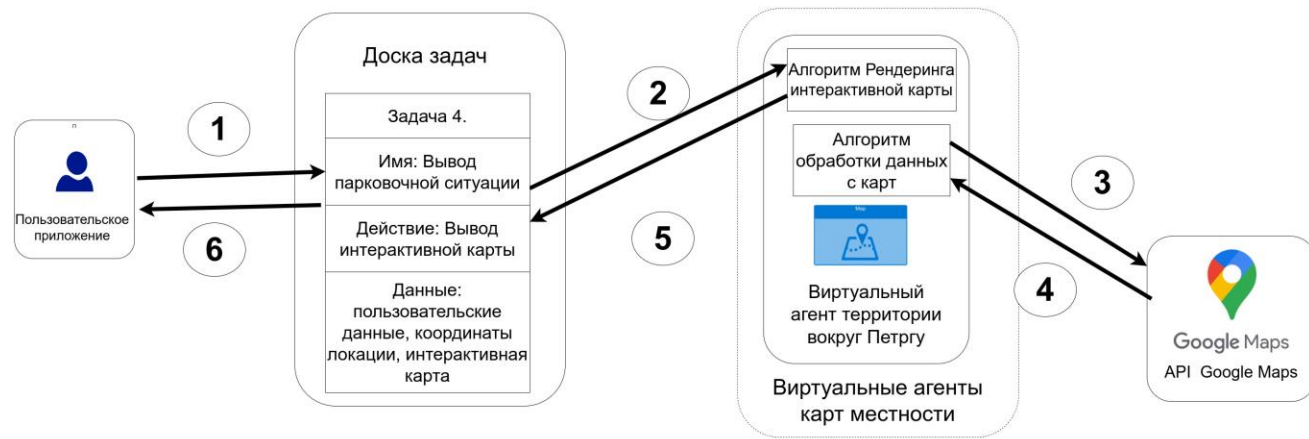 Доска задач
Задача 4.
Имя: Вывод
парковочной ситуации
Действие: Вывод
интерактивной карты
Данные:
пользовательские
данные, координаты
локации, интерактивная
карта
Пользовательское
приложение
1
6
2
5
Алгоритм Рендеринга
интерактивной карты
Алгоритм
обработки данных
с карт
Map
Виртуальный
агент территории
вокруг Петргу
Виртуальные агенты
карт местности
3
4
Google Maps
API Google Maps